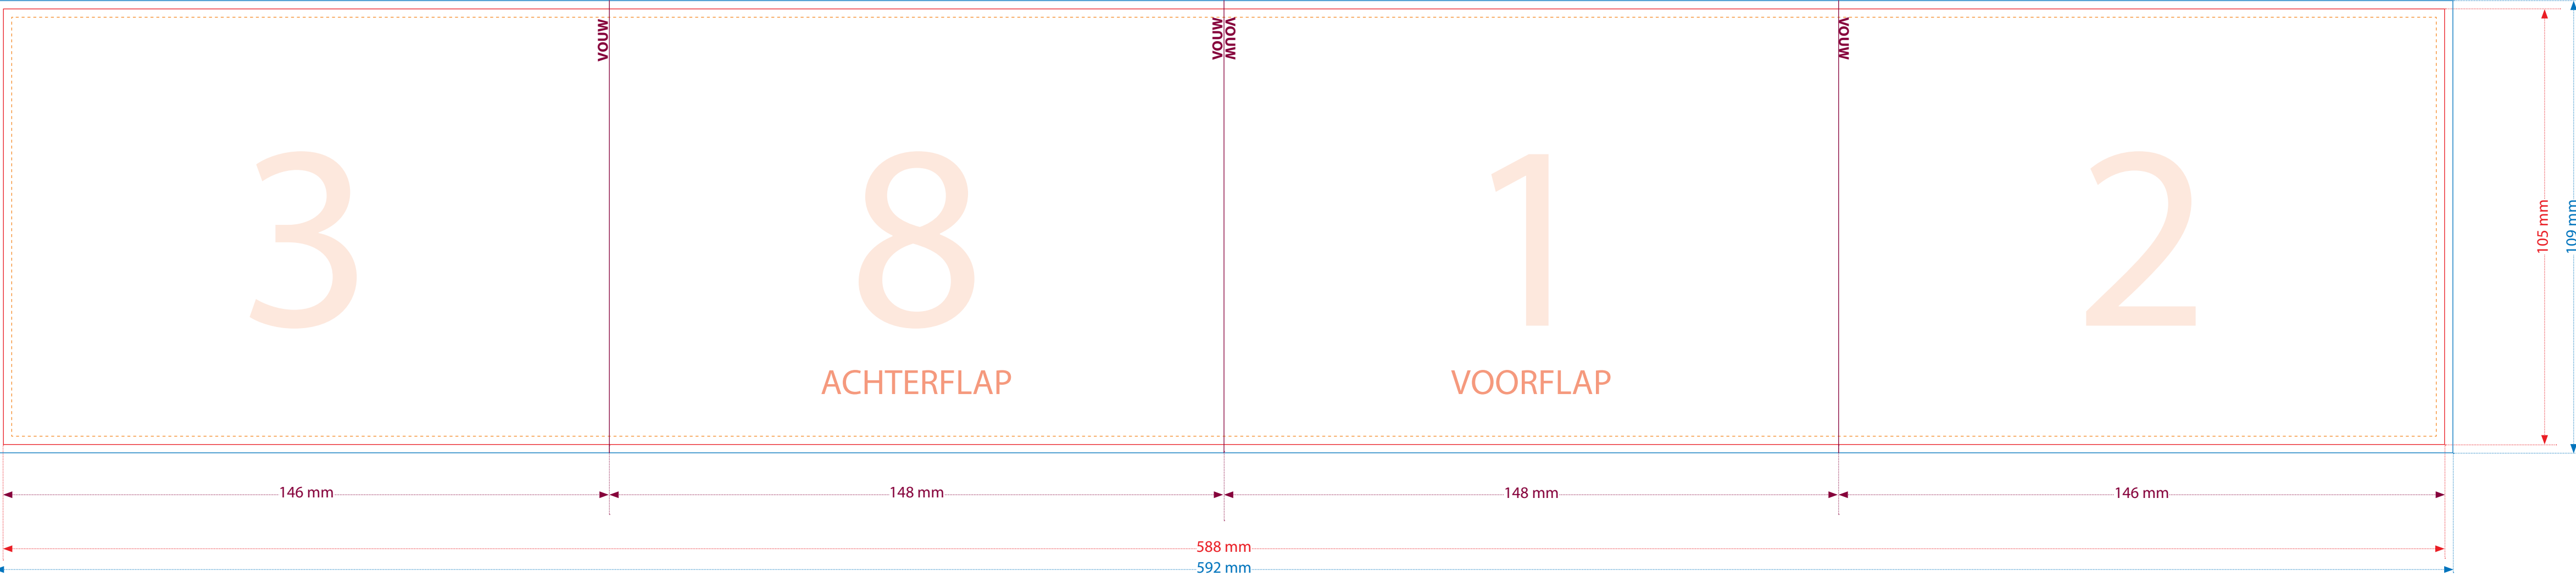 VOUW
VOUW
VOUW
VOUW
3
8
1
2
ACHTERFLAP
VOORFLAP
105 mm
109 mm
146 mm
148 mm
148 mm
146 mm
588 mm
592 mm